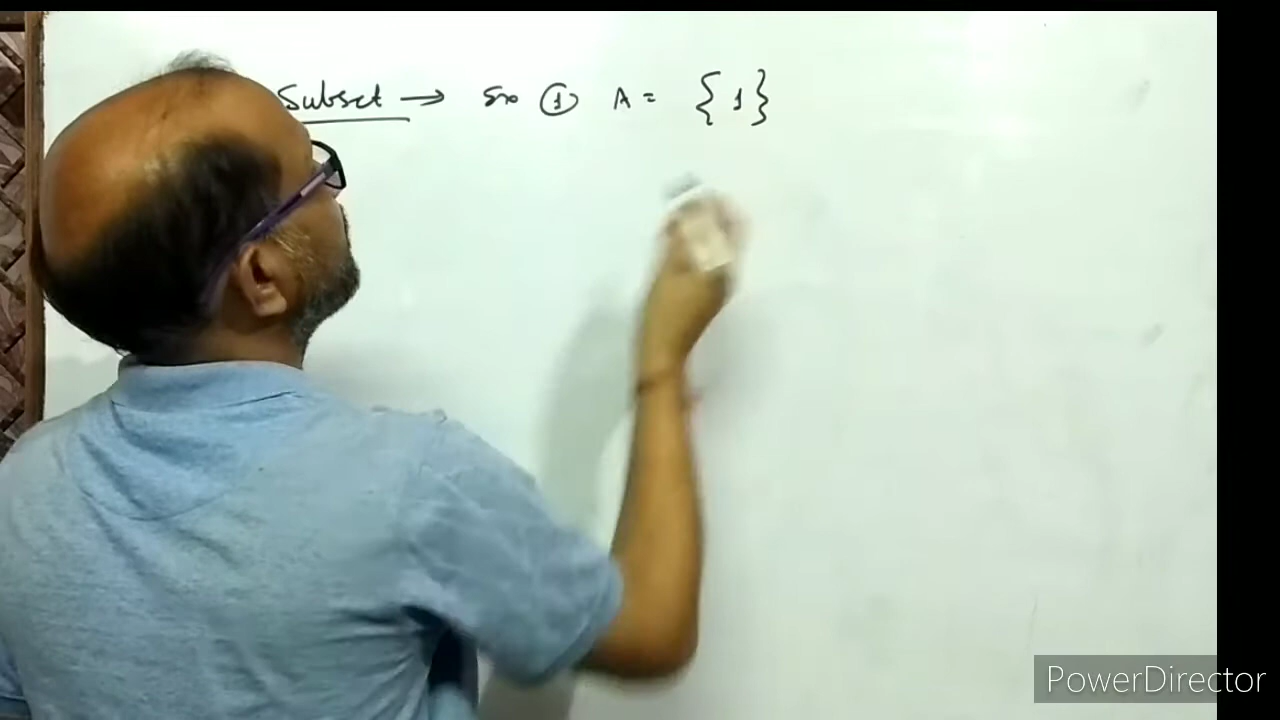 Subset → Ex ① A = {1}
PowerDirector